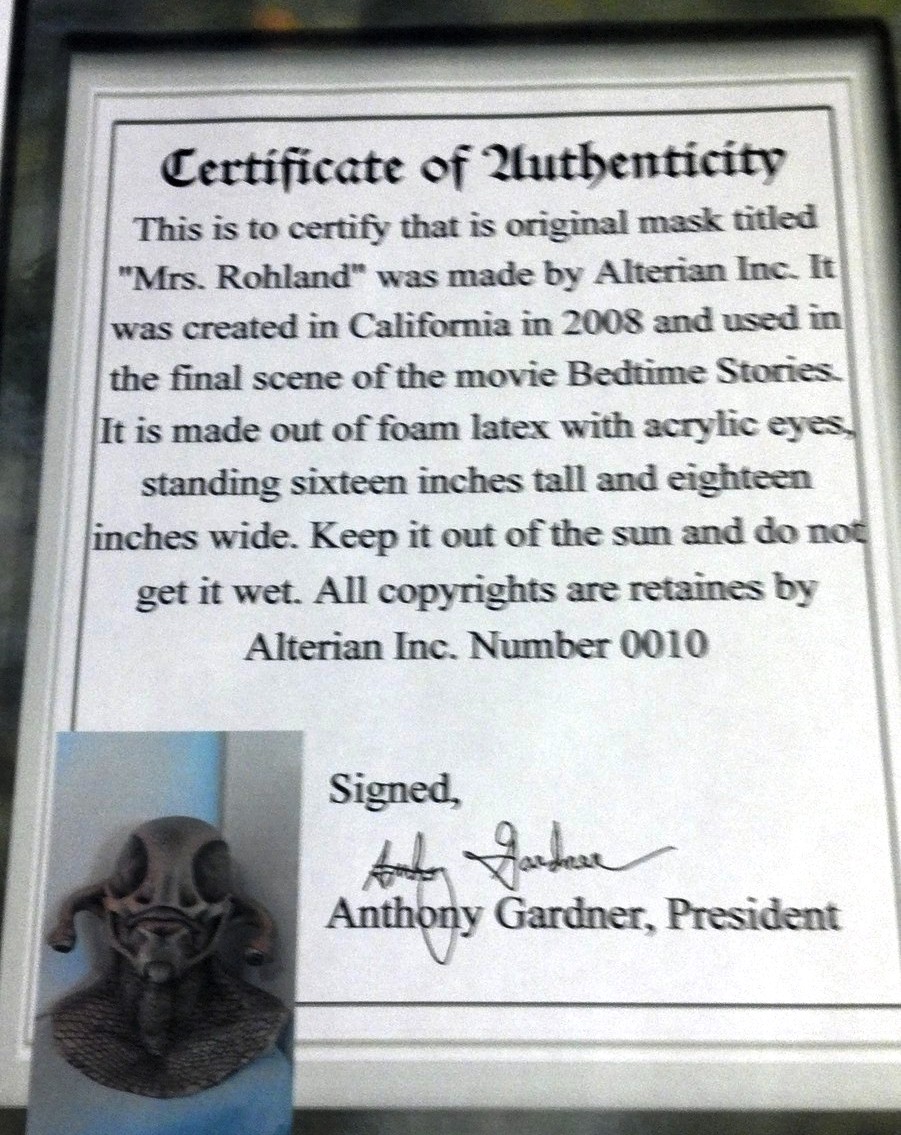 Certificate of Authenticity
This is to certify that is original mask titled
"Mrs. Rohland" was made by Alterian Inc. It
was created in California in 2008 and used in
the final scene of the movie Bedtime Stories.
It is made out of foam latex with acrylic eyes,
standing sixteen inches tall and eighteen
inches wide. Keep it out of the sun and do not
get it wet. All copyrights are retaines by
Alterian Inc. Number 0010
Signed,
Anthony Gardner
Anthony Gardner, President